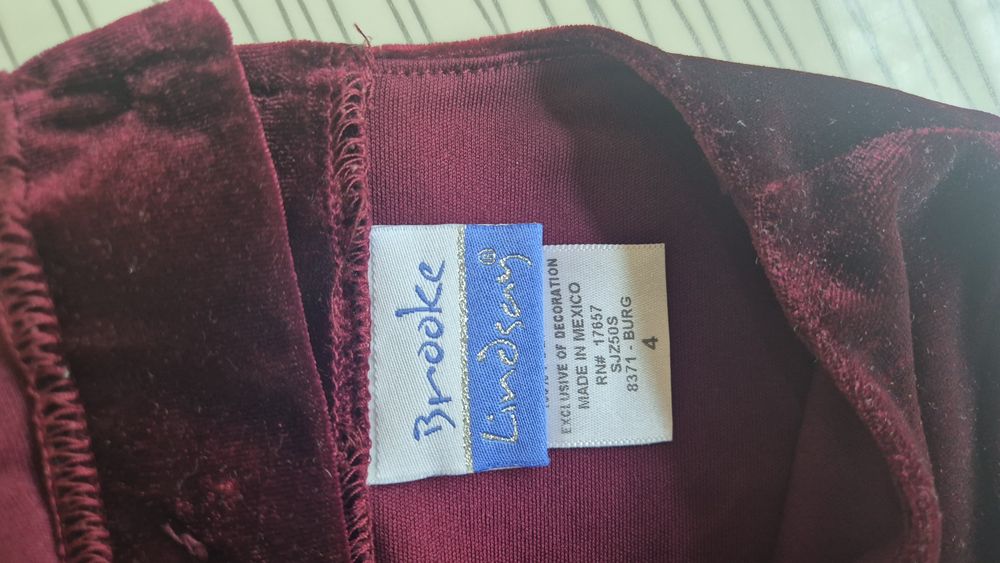 Brooke
Lindsay®
EXCLUSIVE OF DECORATION
MADE IN MEXICO
RN# 17657
SJZ50S
8371 - BURG
4